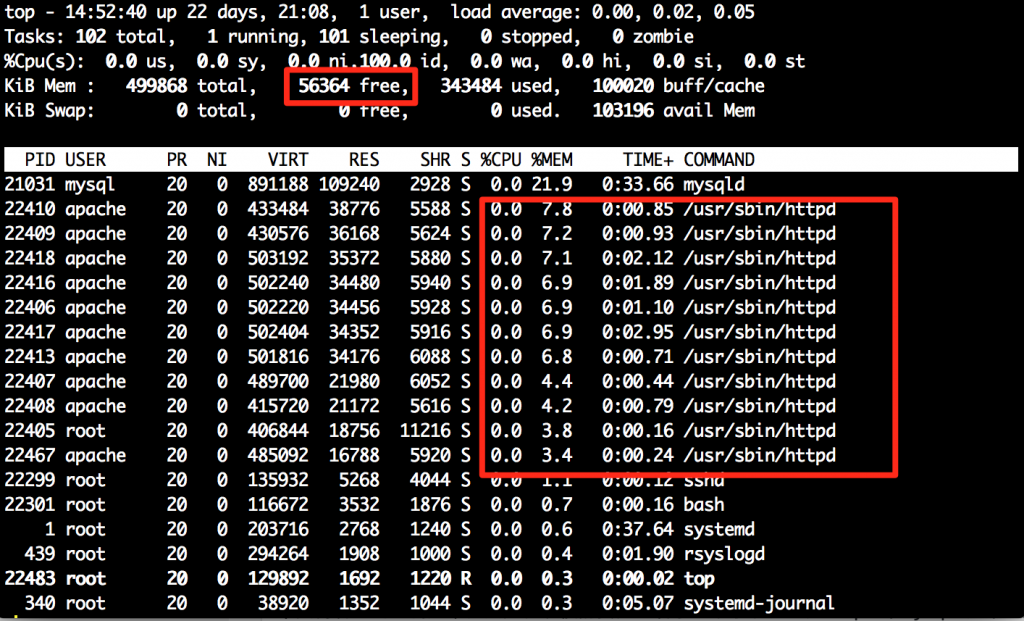 top - 14:52:40 up 22 days, 21:08,  1 user,  load average: 0.00, 0.02, 0.05
Tasks: 102 total,   1 running, 101 sleeping,   0 stopped,   0 zombie
%Cpu(s):  0.0 us,  0.0 sy,  0.0 ni,100.0 id,  0.0 wa,  0.0 hi,  0.0 si,  0.0 st
KiB Mem :   499868 total,    56364 free,   343484 used,   100020 buff/cache
KiB Swap:        0 total,        0 free,        0 used.   103196 avail Mem
PID USER      PR  NI    VIRT    RES    SHR S %CPU %MEM     TIME+ COMMAND
21031 mysql     20   0  891188 109240   2928 S  0.0 21.9   0:33.66 mysqld
22410 apache    20   0  433484  38776   5588 S  0.0  7.8   0:00.85 /usr/sbin/httpd
22409 apache    20   0  430576  36168   5624 S  0.0  7.2   0:00.93 /usr/sbin/httpd
22418 apache    20   0  503192  35372   5880 S  0.0  7.1   0:02.12 /usr/sbin/httpd
22416 apache    20   0  502240  34480   5940 S  0.0  6.9   0:01.89 /usr/sbin/httpd
22406 apache    20   0  502220  34456   5928 S  0.0  6.9   0:01.10 /usr/sbin/httpd
22417 apache    20   0  502404  34352   5916 S  0.0  6.9   0:02.95 /usr/sbin/httpd
22413 apache    20   0  501816  34176   6088 S  0.0  6.8   0:00.71 /usr/sbin/httpd
22407 apache    20   0  489700  21980   6052 S  0.0  4.4   0:00.44 /usr/sbin/httpd
22408 apache    20   0  415720  21172   5616 S  0.0  4.2   0:00.79 /usr/sbin/httpd
22405 root      20   0  406844  18756  11216 S  0.0  3.8   0:00.16 /usr/sbin/httpd
22467 apache    20   0  485092  16788   5920 S  0.0  3.4   0:00.24 /usr/sbin/httpd
22299 root      20   0  135932   5268   4044 S  0.0  1.1   0:00.12 sshd
22301 root      20   0  116672   3532   1876 S  0.0  0.7   0:00.16 bash
1 root      20   0  203716   2768   1240 S  0.0  0.6   0:37.64 systemd
439 root      20   0  294264   1908   1000 S  0.0  0.4   0:01.90 rsyslogd
22483 root      20   0  129892   1692   1220 R  0.0  0.3   0:00.02 top
340 root      20   0   38920   1352   1044 S  0.0  0.3   0:05.07 systemd-journal